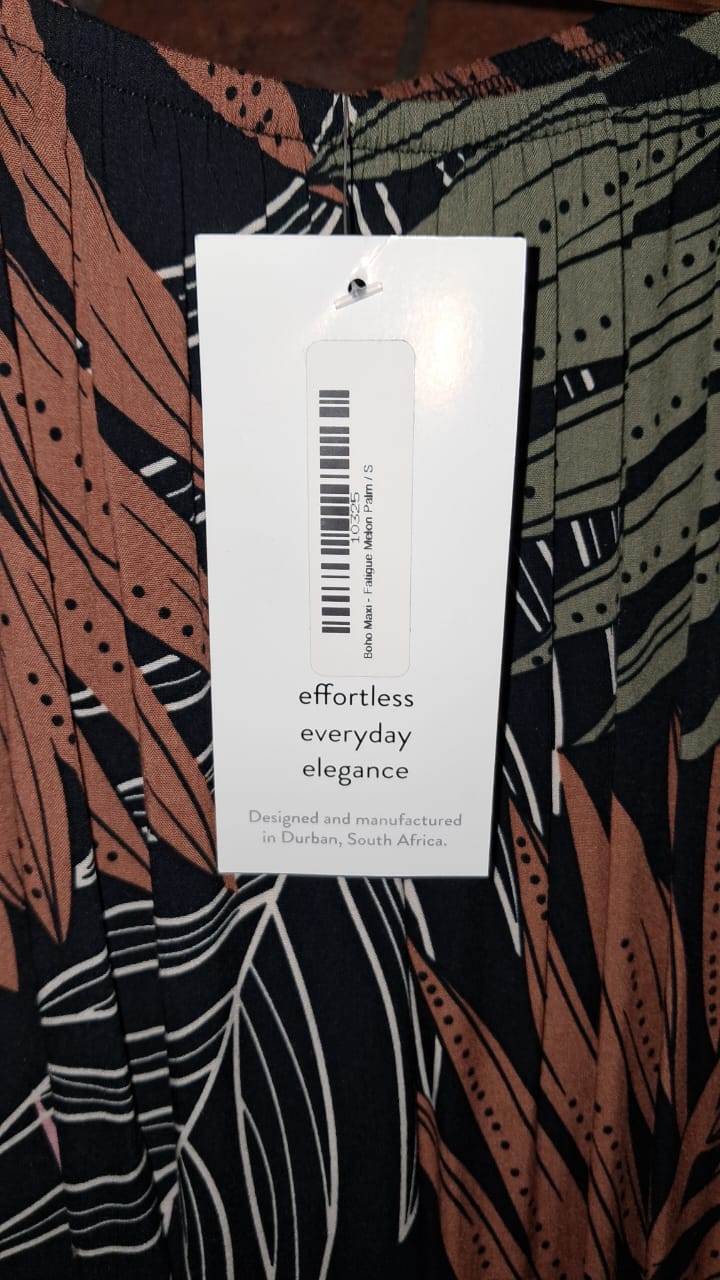 10325
Boho Maxi - Fatigue Melon Palm / S
effortless
everyday
elegance
Designed and manufactured
in Durban, South Africa.